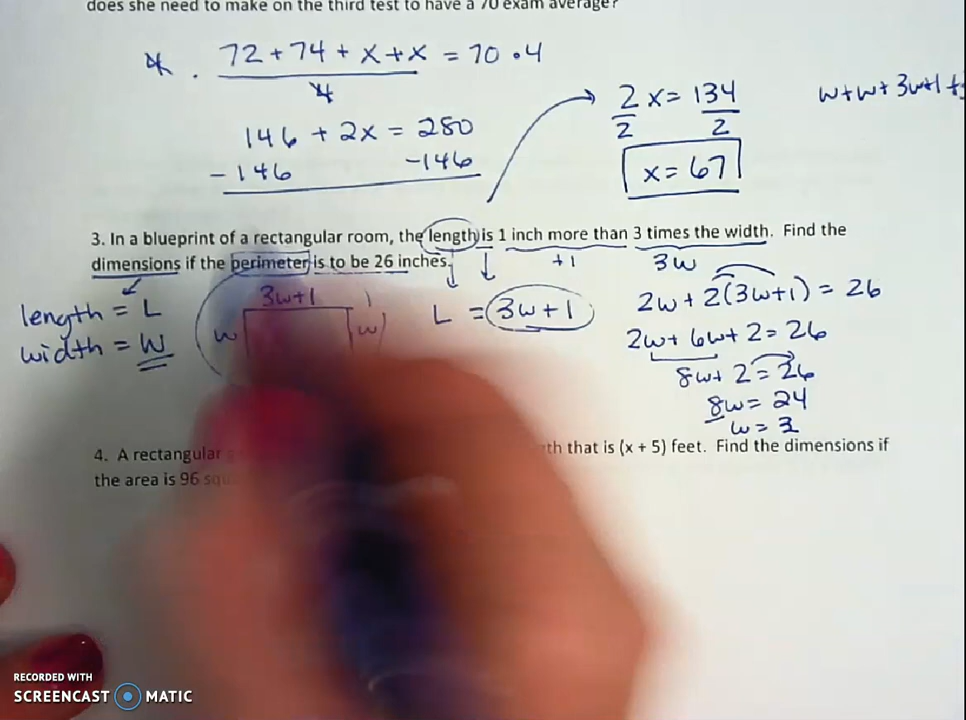 does she need to make on the third test to have a 70 exam average?
4 · 72 + 74 + x + x = 70 · 4
4
146 + 2x = 280
- 146 -146
2x = 134
2 2
x = 67
w+w+ 3w+1 +
3. In a blueprint of a rectangular room, the length is 1 inch more than 3 times the width. Find the
dimensions if the perimeter is to be 26 inches.
+1 3w
length = L
width = W
3w+1
w w
L = 3w + 1
2w + 2(3w+1) = 26
2w + 6w + 2 = 26
8w + 2 = 26
8w = 24
w = 3
4. A rectangular th that is (x + 5) feet. Find the dimensions if
the area is 96 squ
RECORDED WITH
SCREENCAST MATIC